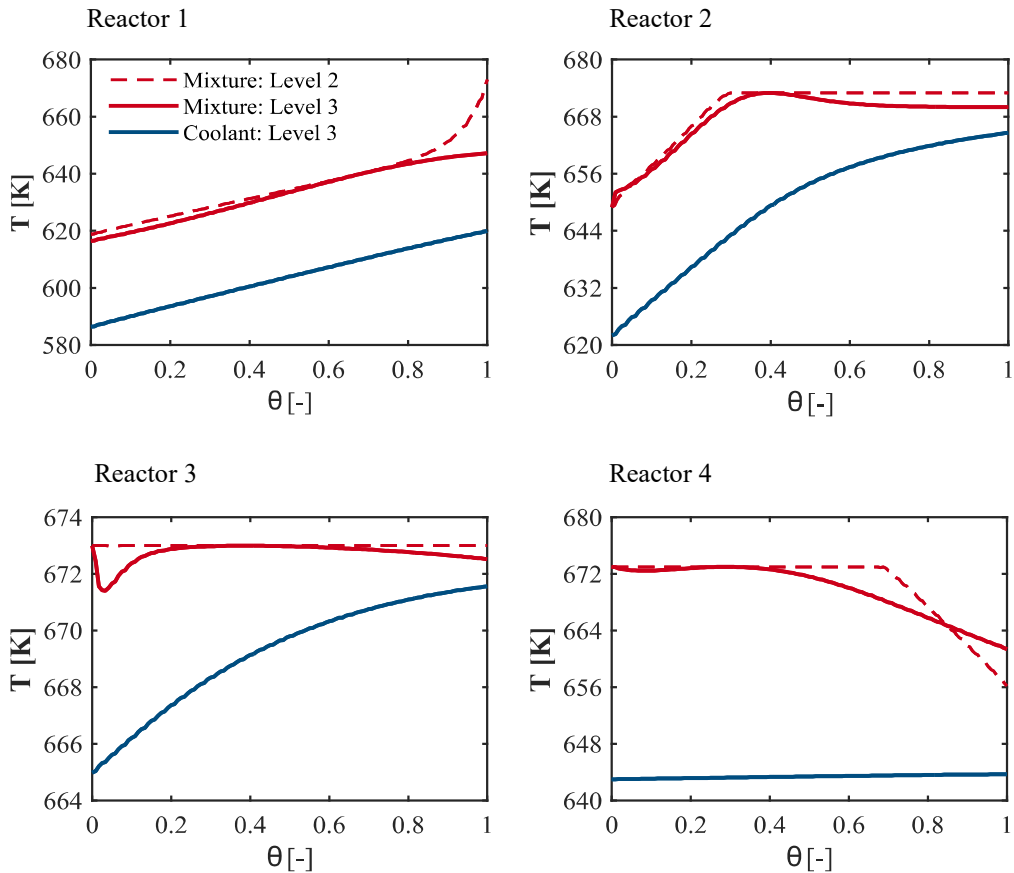 Reactor 1
T [K]
680
660
640
620
600
580
Mixture: Level 2
Mixture: Level 3
Coolant: Level 3
0 0.2 0.4 0.6 0.8 1
θ [-]
Reactor 2
T [K]
680
668
656
644
632
620
0 0.2 0.4 0.6 0.8 1
θ [-]
Reactor 3
T [K]
674
672
670
668
666
664
0 0.2 0.4 0.6 0.8 1
θ [-]
Reactor 4
T [K]
680
672
664
656
648
640
0 0.2 0.4 0.6 0.8 1
θ [-]